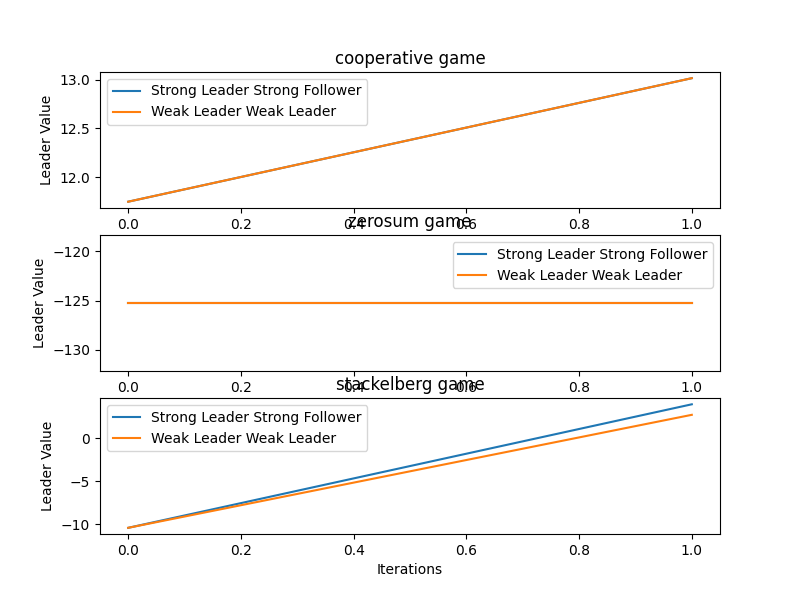 cooperative game
Strong Leader Strong Follower
Weak Leader Weak Leader
Leader Value
13.0
12.5
12.0
0.0 0.2 0.4 0.6 0.8 1.0
zerosum game
Strong Leader Strong Follower
Weak Leader Weak Leader
Leader Value
−120
−125
−130
0.0 0.2 0.4 0.6 0.8 1.0
stackelberg game
Strong Leader Strong Follower
Weak Leader Weak Leader
Leader Value
0
−5
−10
0.0 0.2 0.4 0.6 0.8 1.0
Iterations